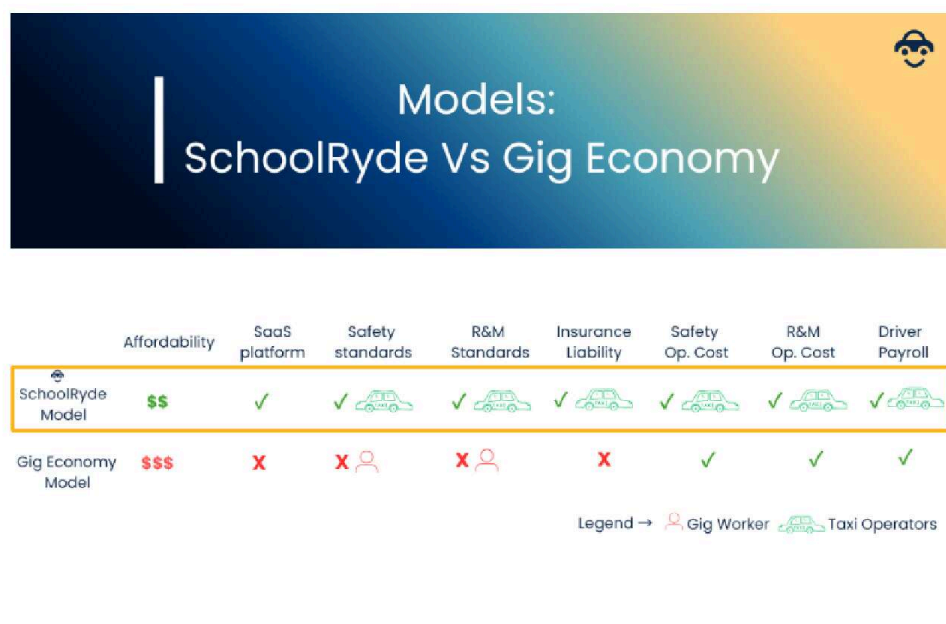 Models:
SchoolRyde Vs Gig Economy
Affordability
SaaS
platform
Safety
standards
R&M
Standards
Insurance
Liability
Safety
Op. Cost
R&M
Op. Cost
Driver
Payroll
SchoolRyde
Model
$$
✓ ✓ ✓ ✓ ✓ ✓ ✓
Gig Economy
Model
$$$
X X X X ✓ ✓ ✓
Legend → Gig Worker Taxi Operators